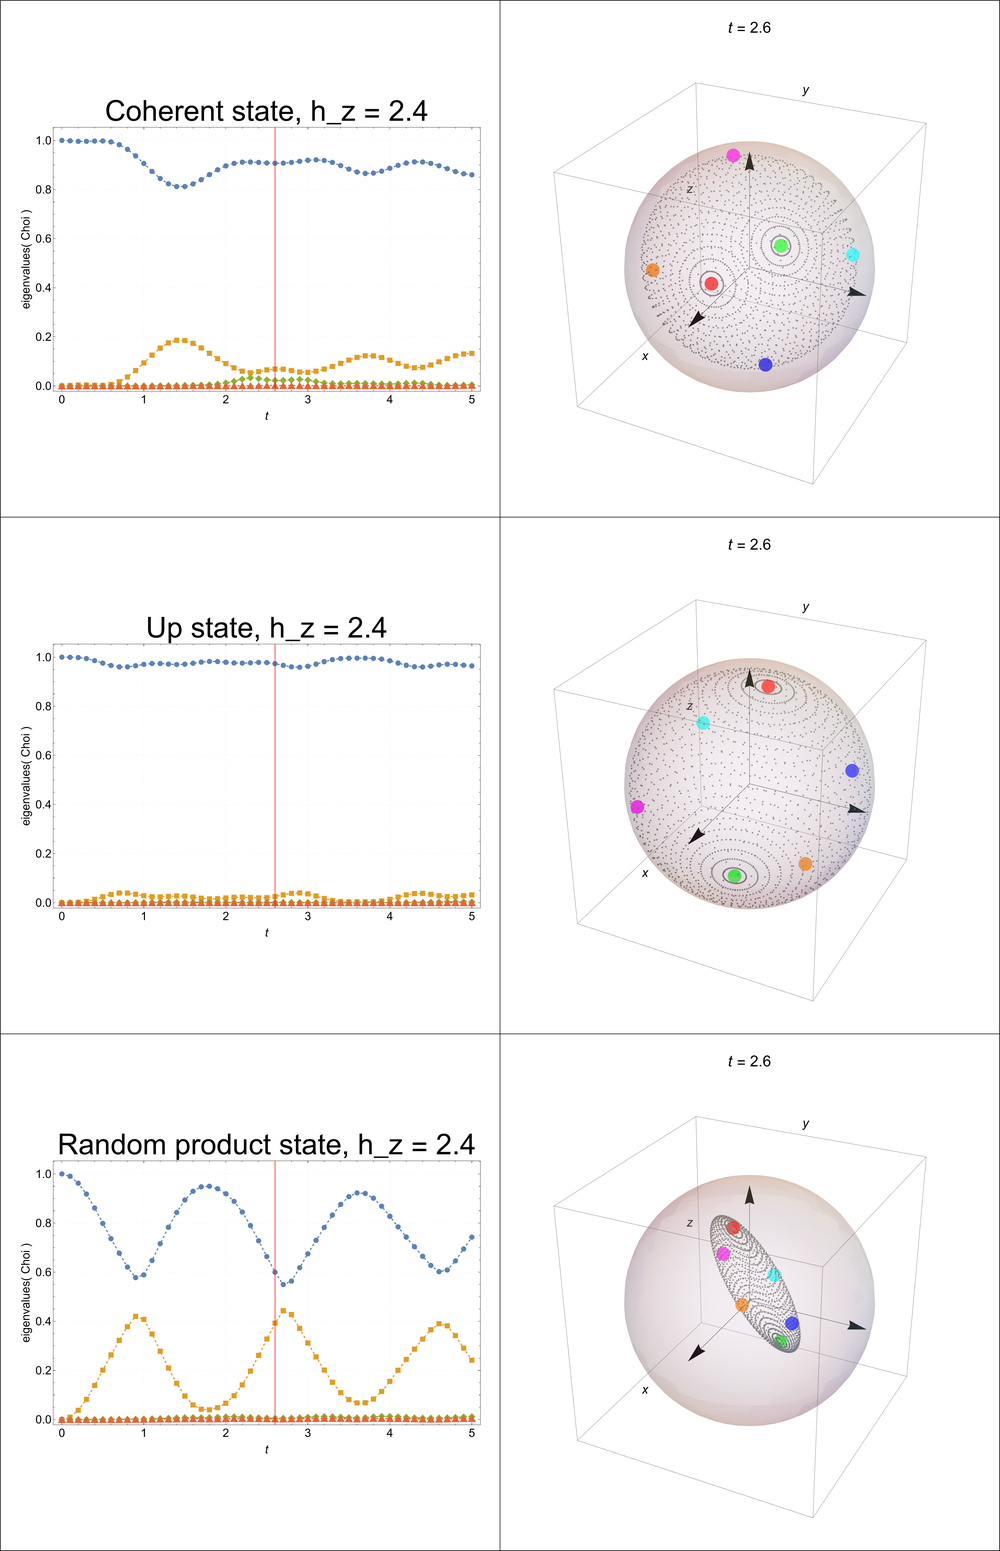 Coherent state, h_z = 2.4
eigenvalues( Choi )
1.0
0.8
0.6
0.4
0.2
0.0
0 1 2 3 4 5
t
t = 2.6
y
z
x
Up state, h_z = 2.4
eigenvalues( Choi )
1.0
0.8
0.6
0.4
0.2
0.0
0 1 2 3 4 5
t
t = 2.6
y
z
x
Random product state, h_z = 2.4
eigenvalues( Choi )
1.0
0.8
0.6
0.4
0.2
0.0
0 1 2 3 4 5
t
t = 2.6
y
z
x